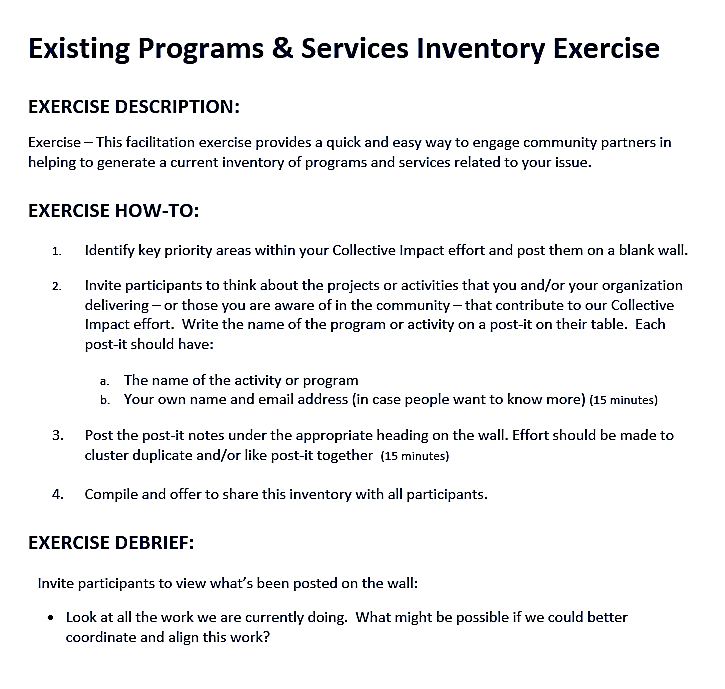 Existing Programs & Services Inventory Exercise
EXERCISE DESCRIPTION:
Exercise – This facilitation exercise provides a quick and easy way to engage community partners in
helping to generate a current inventory of programs and services related to your issue.
EXERCISE HOW-TO:
1. Identify key priority areas within your Collective Impact effort and post them on a blank wall.
2. Invite participants to think about the projects or activities that you and/or your organization
delivering – or those you are aware of in the community – that contribute to our Collective
Impact effort. Write the name of the program or activity on a post-it on their table. Each
post-it should have:
a. The name of the activity or program
b. Your own name and email address (in case people want to know more) (15 minutes)
3. Post the post-it notes under the appropriate heading on the wall. Effort should be made to
cluster duplicate and/or like post-it together (15 minutes)
4. Compile and offer to share this inventory with all participants.
EXERCISE DEBRIEF:
Invite participants to view what's been posted on the wall:
• Look at all the work we are currently doing. What might be possible if we could better
coordinate and align this work?